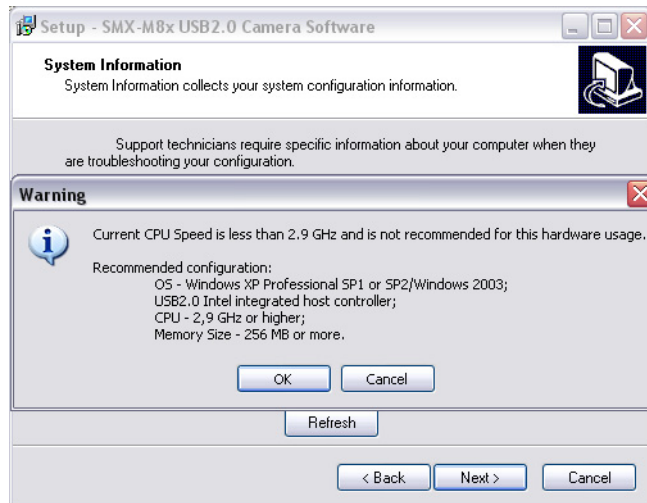 Setup - SMX-M8x USB2.0 Camera Software
System Information
System Information collects your system configuration information.
Support technicians require specific information about your computer when they
are troubleshooting your configuration.
Warning
Current CPU Speed is less than 2.9 GHz and is not recommended for this hardware usage.
Recommended configuration:
OS - Windows XP Professional SP1 or SP2/Windows 2003;
USB2.0 Intel integrated host controller;
CPU - 2,9 GHz or higher;
Memory Size - 256 MB or more.
OK Cancel
Refresh
< Back Next > Cancel